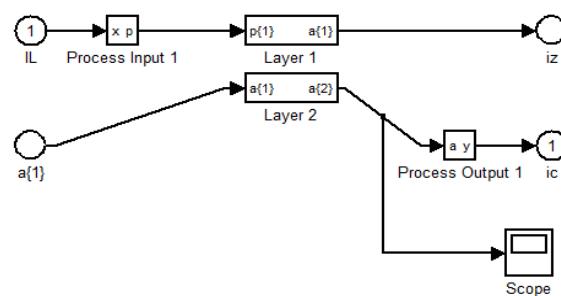 1
x p
p{1} a{1}
IL
Process Input 1
Layer 1
iz
a{1} a{2}
Layer 2
a{1}
a y
1
Process Output 1
ic
Scope